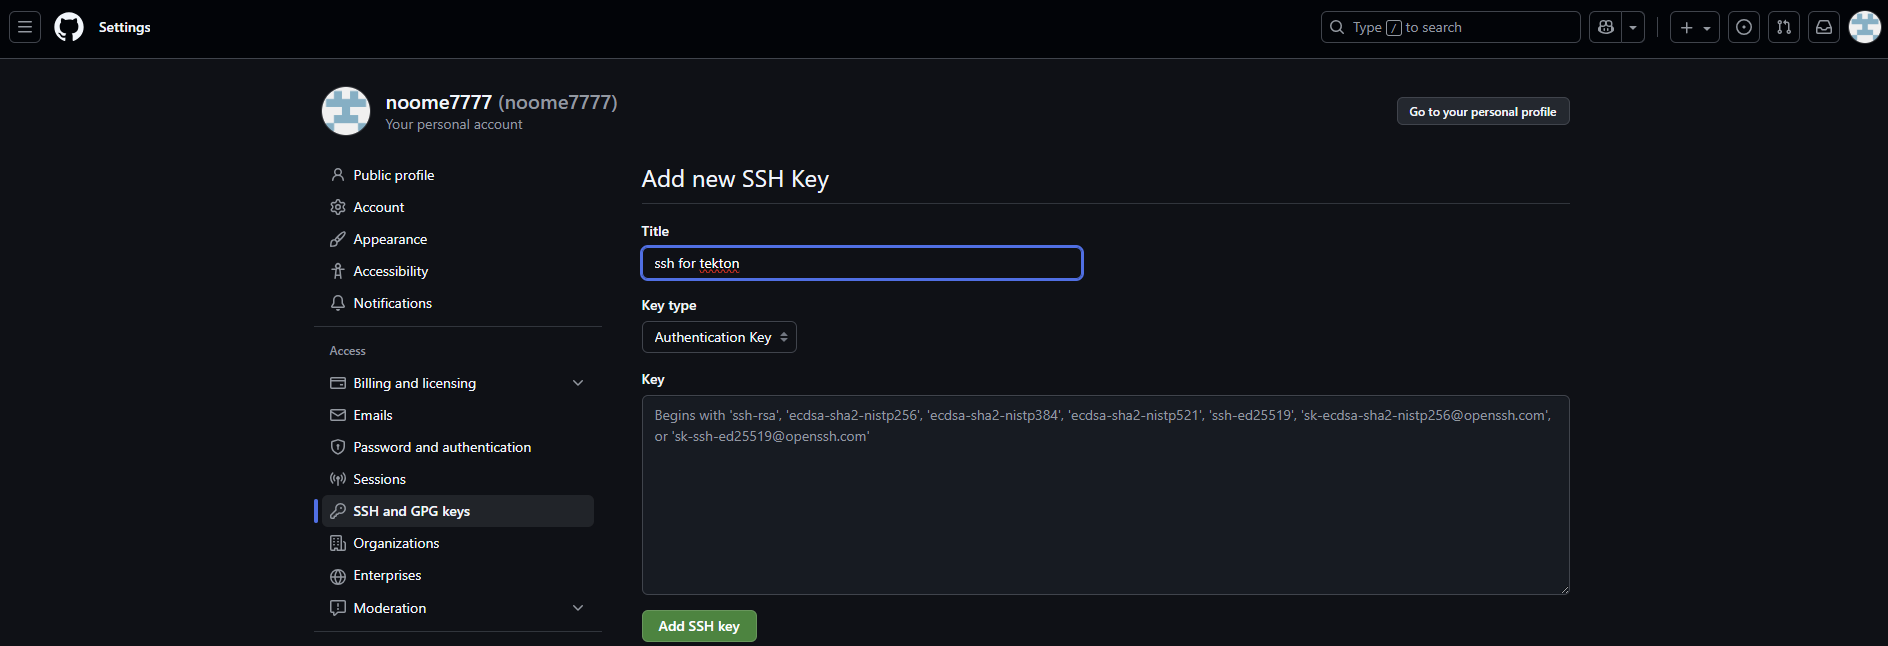 Settings
Type / to search
noome7777 (noome7777)
Your personal account
Go to your personal profile
Public profile
Account
Appearance
Accessibility
Notifications
Access
Billing and licensing
Emails
Password and authentication
Sessions
SSH and GPG keys
Organizations
Enterprises
Moderation
Add new SSH Key
Title
ssh for tekton
Key type
Authentication Key
Key
Begins with 'ssh-rsa', 'ecdsa-sha2-nistp256', 'ecdsa-sha2-nistp384', 'ecdsa-sha2-nistp521', 'ssh-ed25519', 'sk-ecdsa-sha2-nistp256@openssh.com',
or 'sk-ssh-ed25519@openssh.com'
Add SSH key